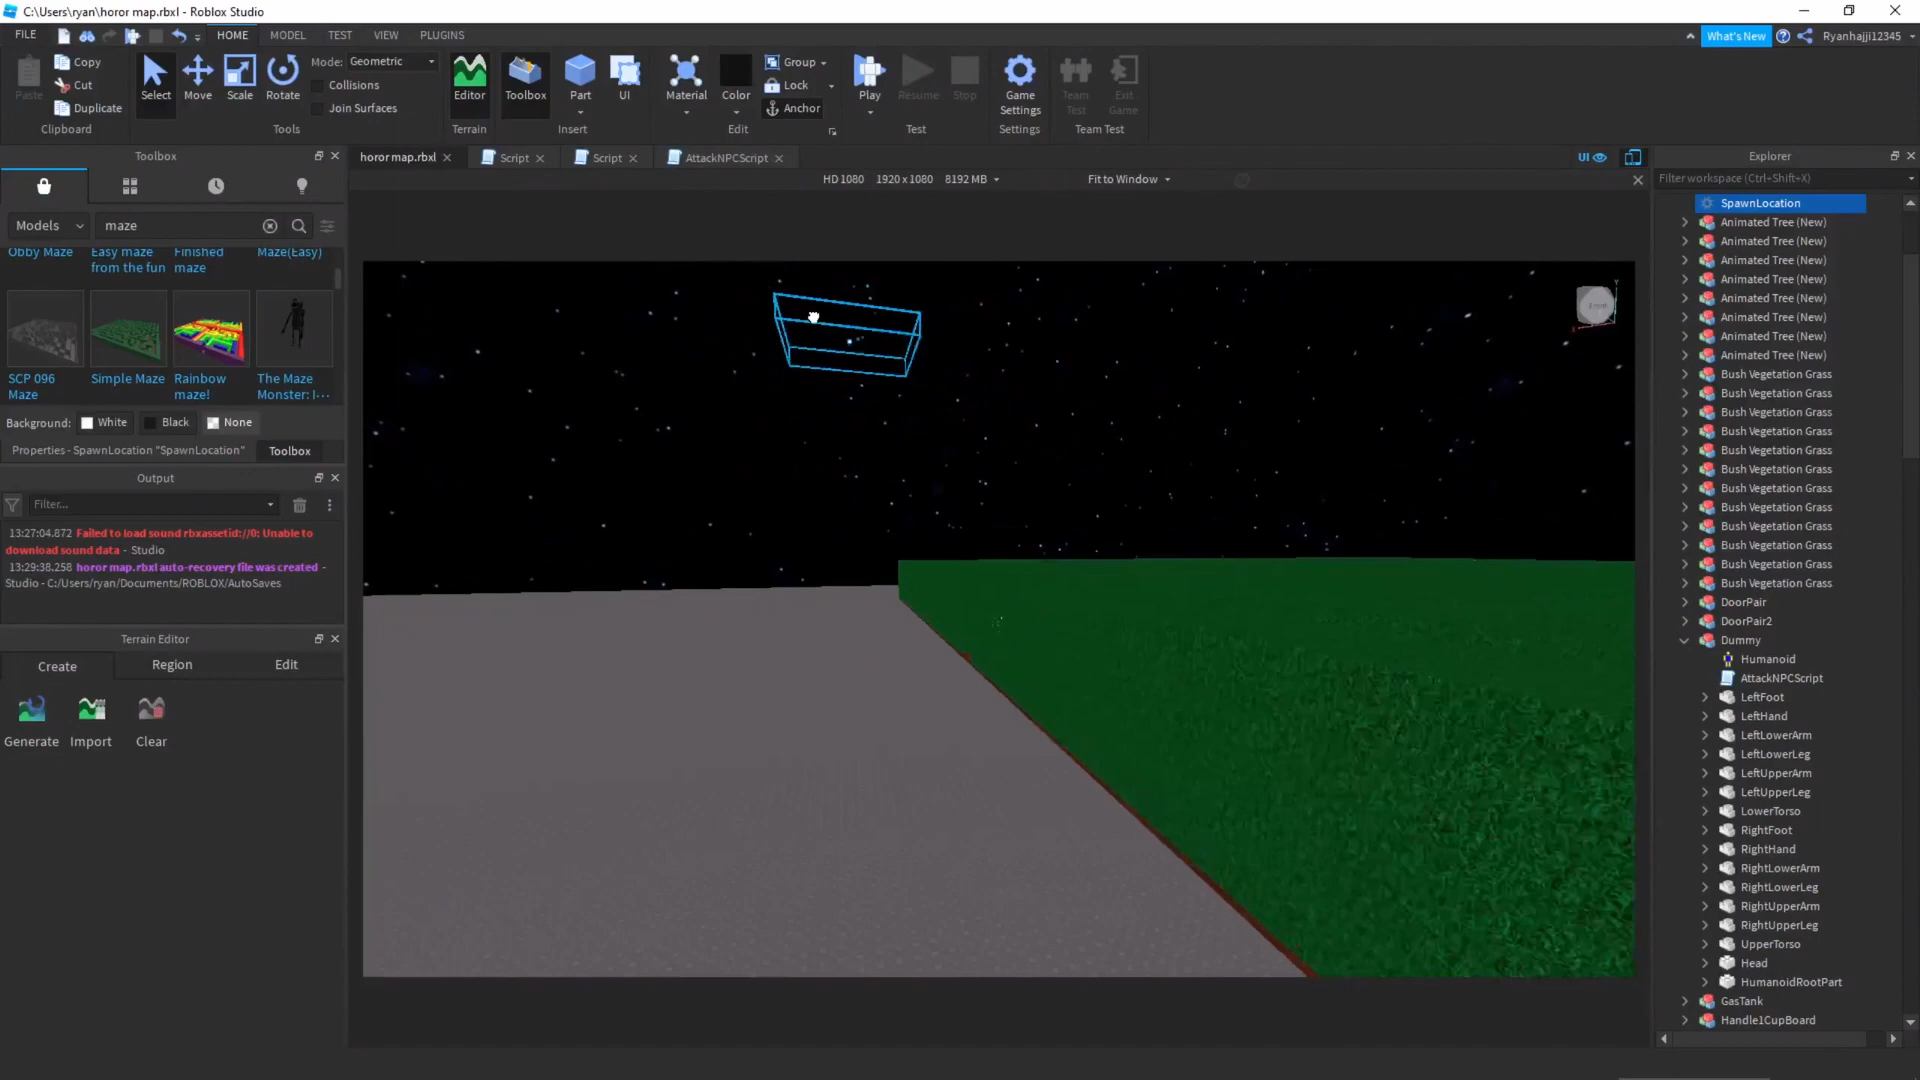 C:\Users\ryan\horor map.rbxl - Roblox Studio
FILE
HOME
MODEL
TEST
VIEW
PLUGINS
What's New
Ryanhajji12345
Paste
Copy
Cut
Duplicate
Clipboard
Select
Move
Scale
Rotate
Mode: Geometric
Collisions
Join Surfaces
Tools
Editor
Terrain
Toolbox
Part
UI
Insert
Material
Color
Group
Lock
Anchor
Edit
Play
Resume
Stop
Test
Game
Settings
Settings
Team
Test
Exit
Game
Team Test
Toolbox
horor map.rbxl
Script
Script
AttackNPCScript
UI
Explorer
HD 1080 1920 x 1080 8192 MB
Fit to Window
Filter workspace (Ctrl+Shift+X)
Models
maze
Obby Maze
Easy maze
from the fun
Finished
maze
Maze(Easy)
SCP 096
Maze
Simple Maze
Rainbow
maze!
The Maze
Monster: I-···
Background: White Black None
Properties - SpawnLocation "SpawnLocation"
Toolbox
Output
Filter...
13:27:04.872 Failed to load sound rbxassetid://0: Unable to
download sound data - Studio
13:29:38.258 horor map.rbxl auto-recovery file was created -
Studio - C:/Users/ryan/Documents/ROBLOX/AutoSaves
Terrain Editor
Create
Region
Edit
Generate
Import
Clear
Front
SpawnLocation
Animated Tree (New)
Animated Tree (New)
Animated Tree (New)
Animated Tree (New)
Animated Tree (New)
Animated Tree (New)
Animated Tree (New)
Animated Tree (New)
Bush Vegetation Grass
Bush Vegetation Grass
Bush Vegetation Grass
Bush Vegetation Grass
Bush Vegetation Grass
Bush Vegetation Grass
Bush Vegetation Grass
Bush Vegetation Grass
Bush Vegetation Grass
Bush Vegetation Grass
Bush Vegetation Grass
Bush Vegetation Grass
DoorPair
DoorPair2
Dummy
Humanoid
AttackNPCScript
LeftFoot
LeftHand
LeftLowerArm
LeftLowerLeg
LeftUpperArm
LeftUpperLeg
LowerTorso
RightFoot
RightHand
RightLowerArm
RightLowerLeg
RightUpperArm
RightUpperLeg
UpperTorso
Head
HumanoidRootPart
GasTank
Handle1CupBoard